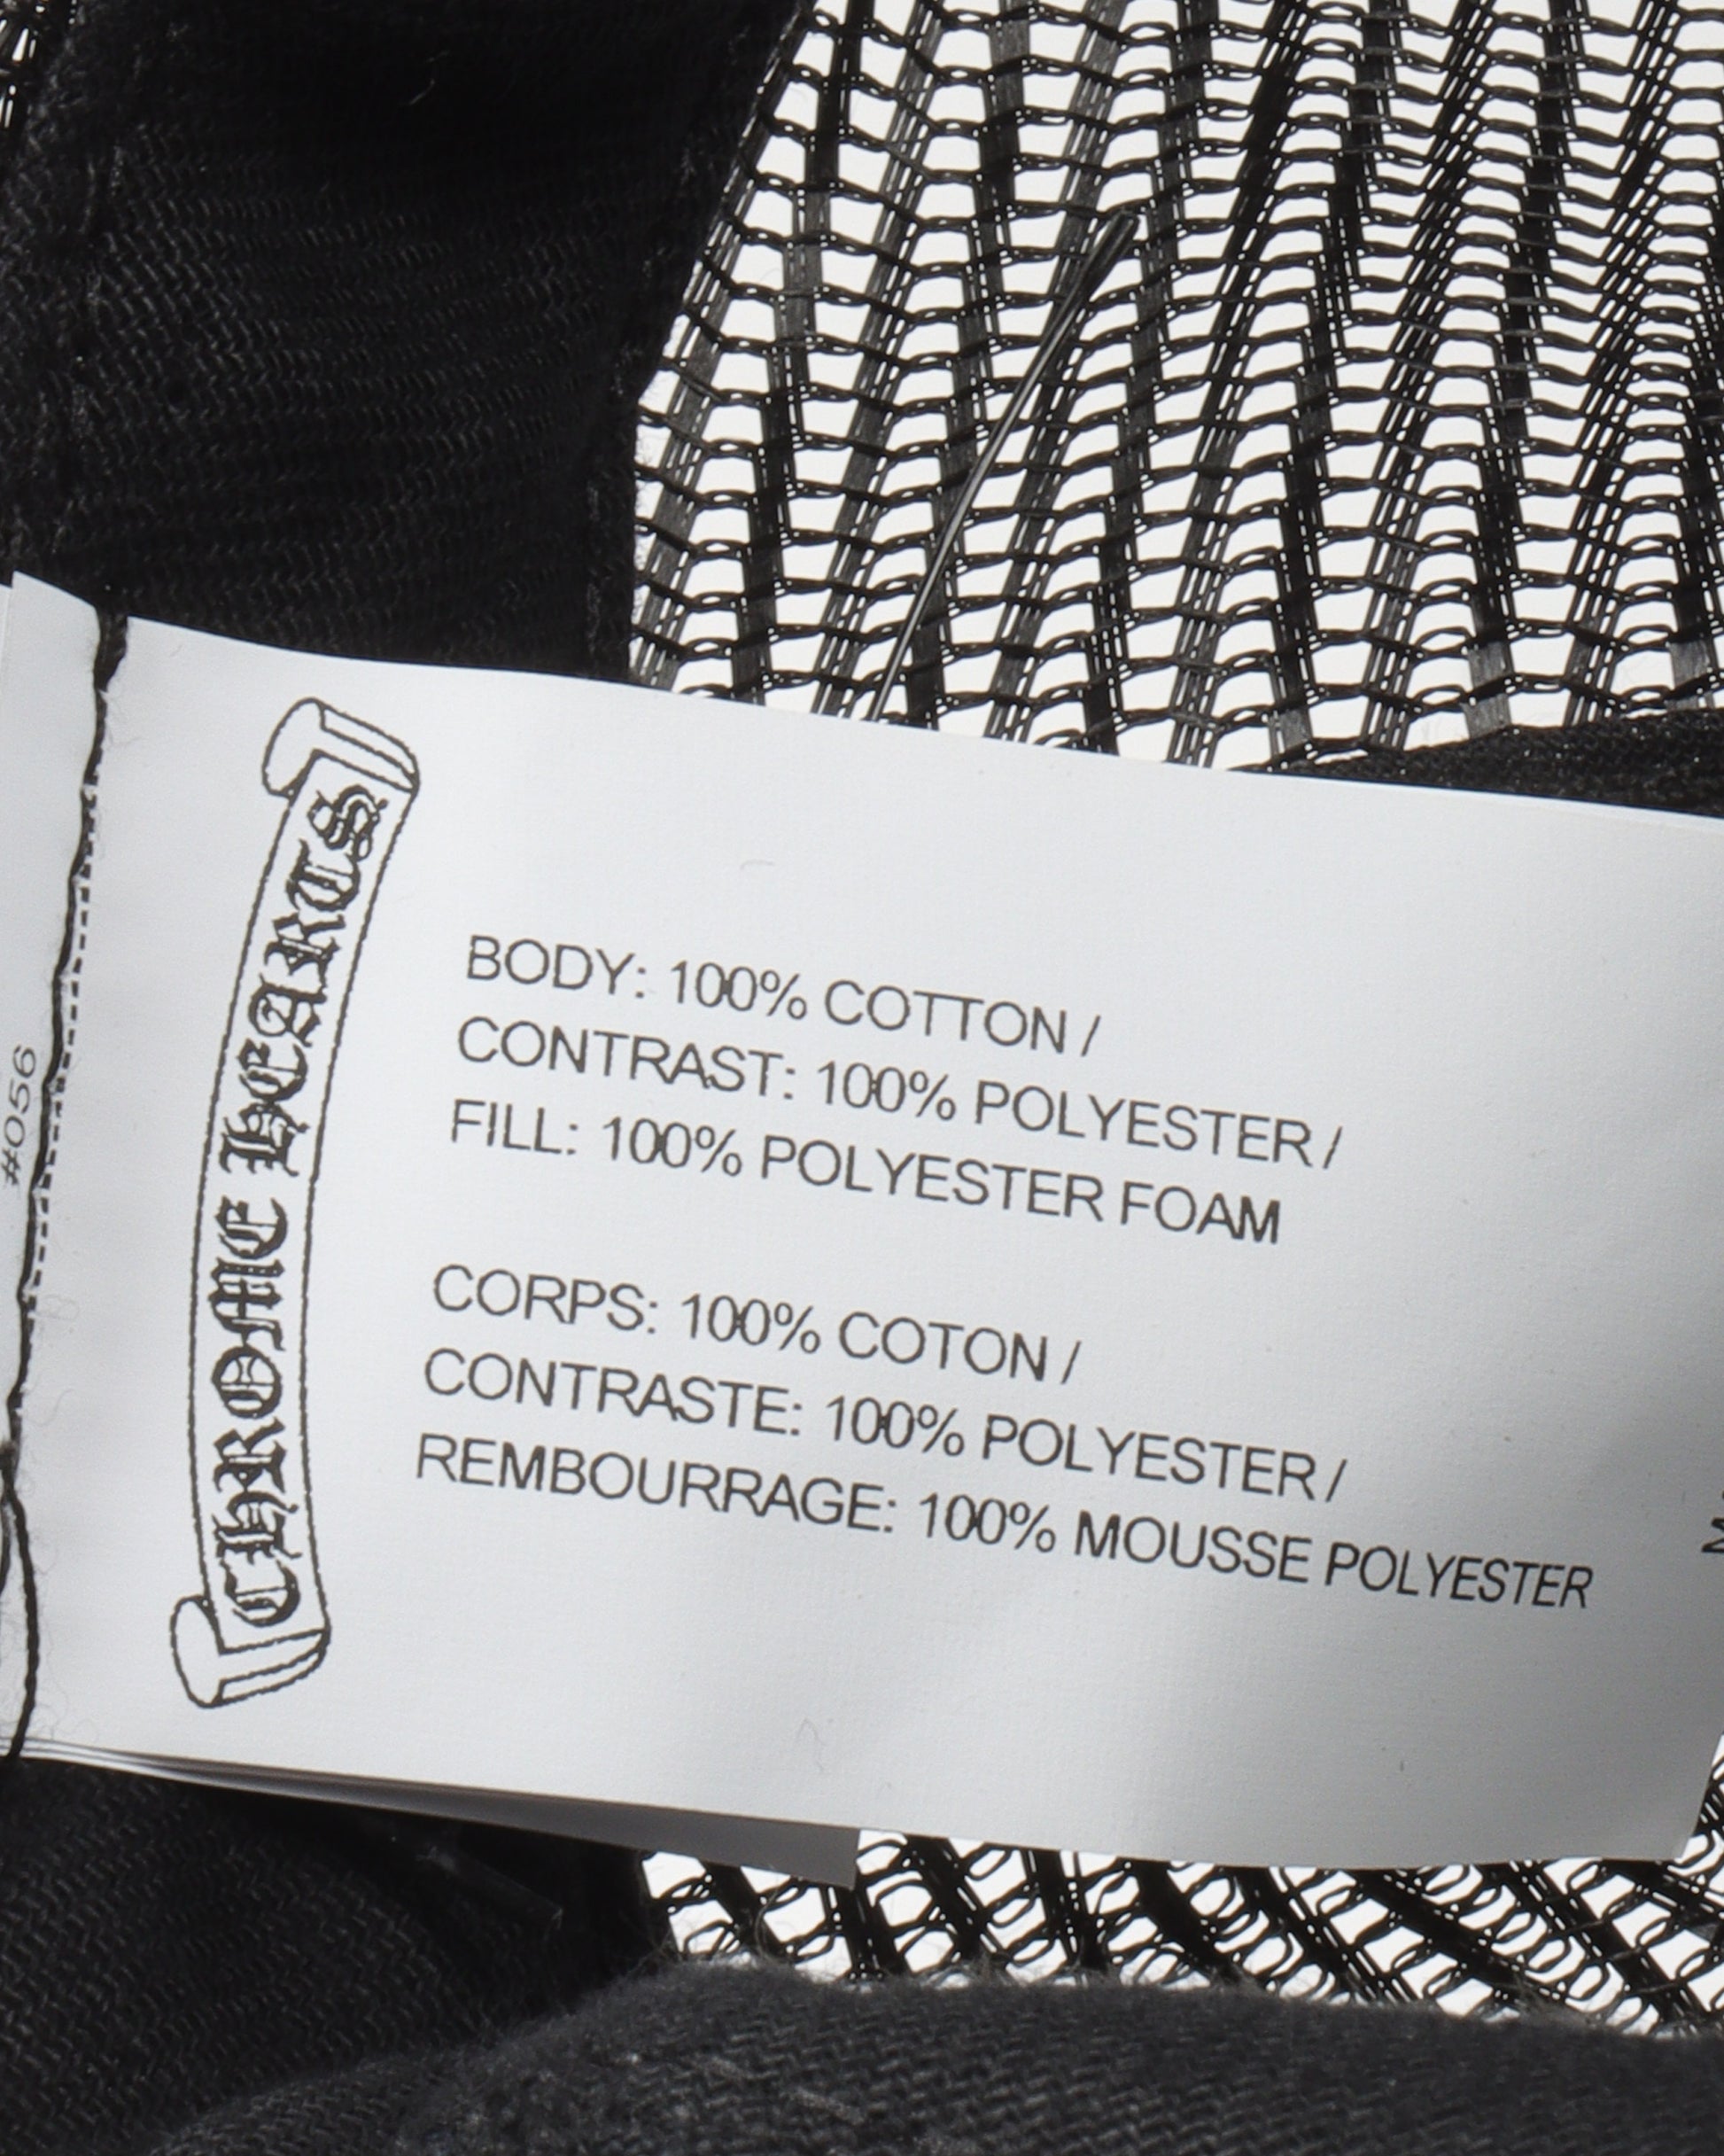 #056
CHROME HEARTS
BODY: 100% COTTON /
CONTRAST: 100% POLYESTER /
FILL: 100% POLYESTER FOAM
CORPS: 100% COTON /
CONTRASTE: 100% POLYESTER /
REMBOURRAGE: 100% MOUSSE POLYESTER